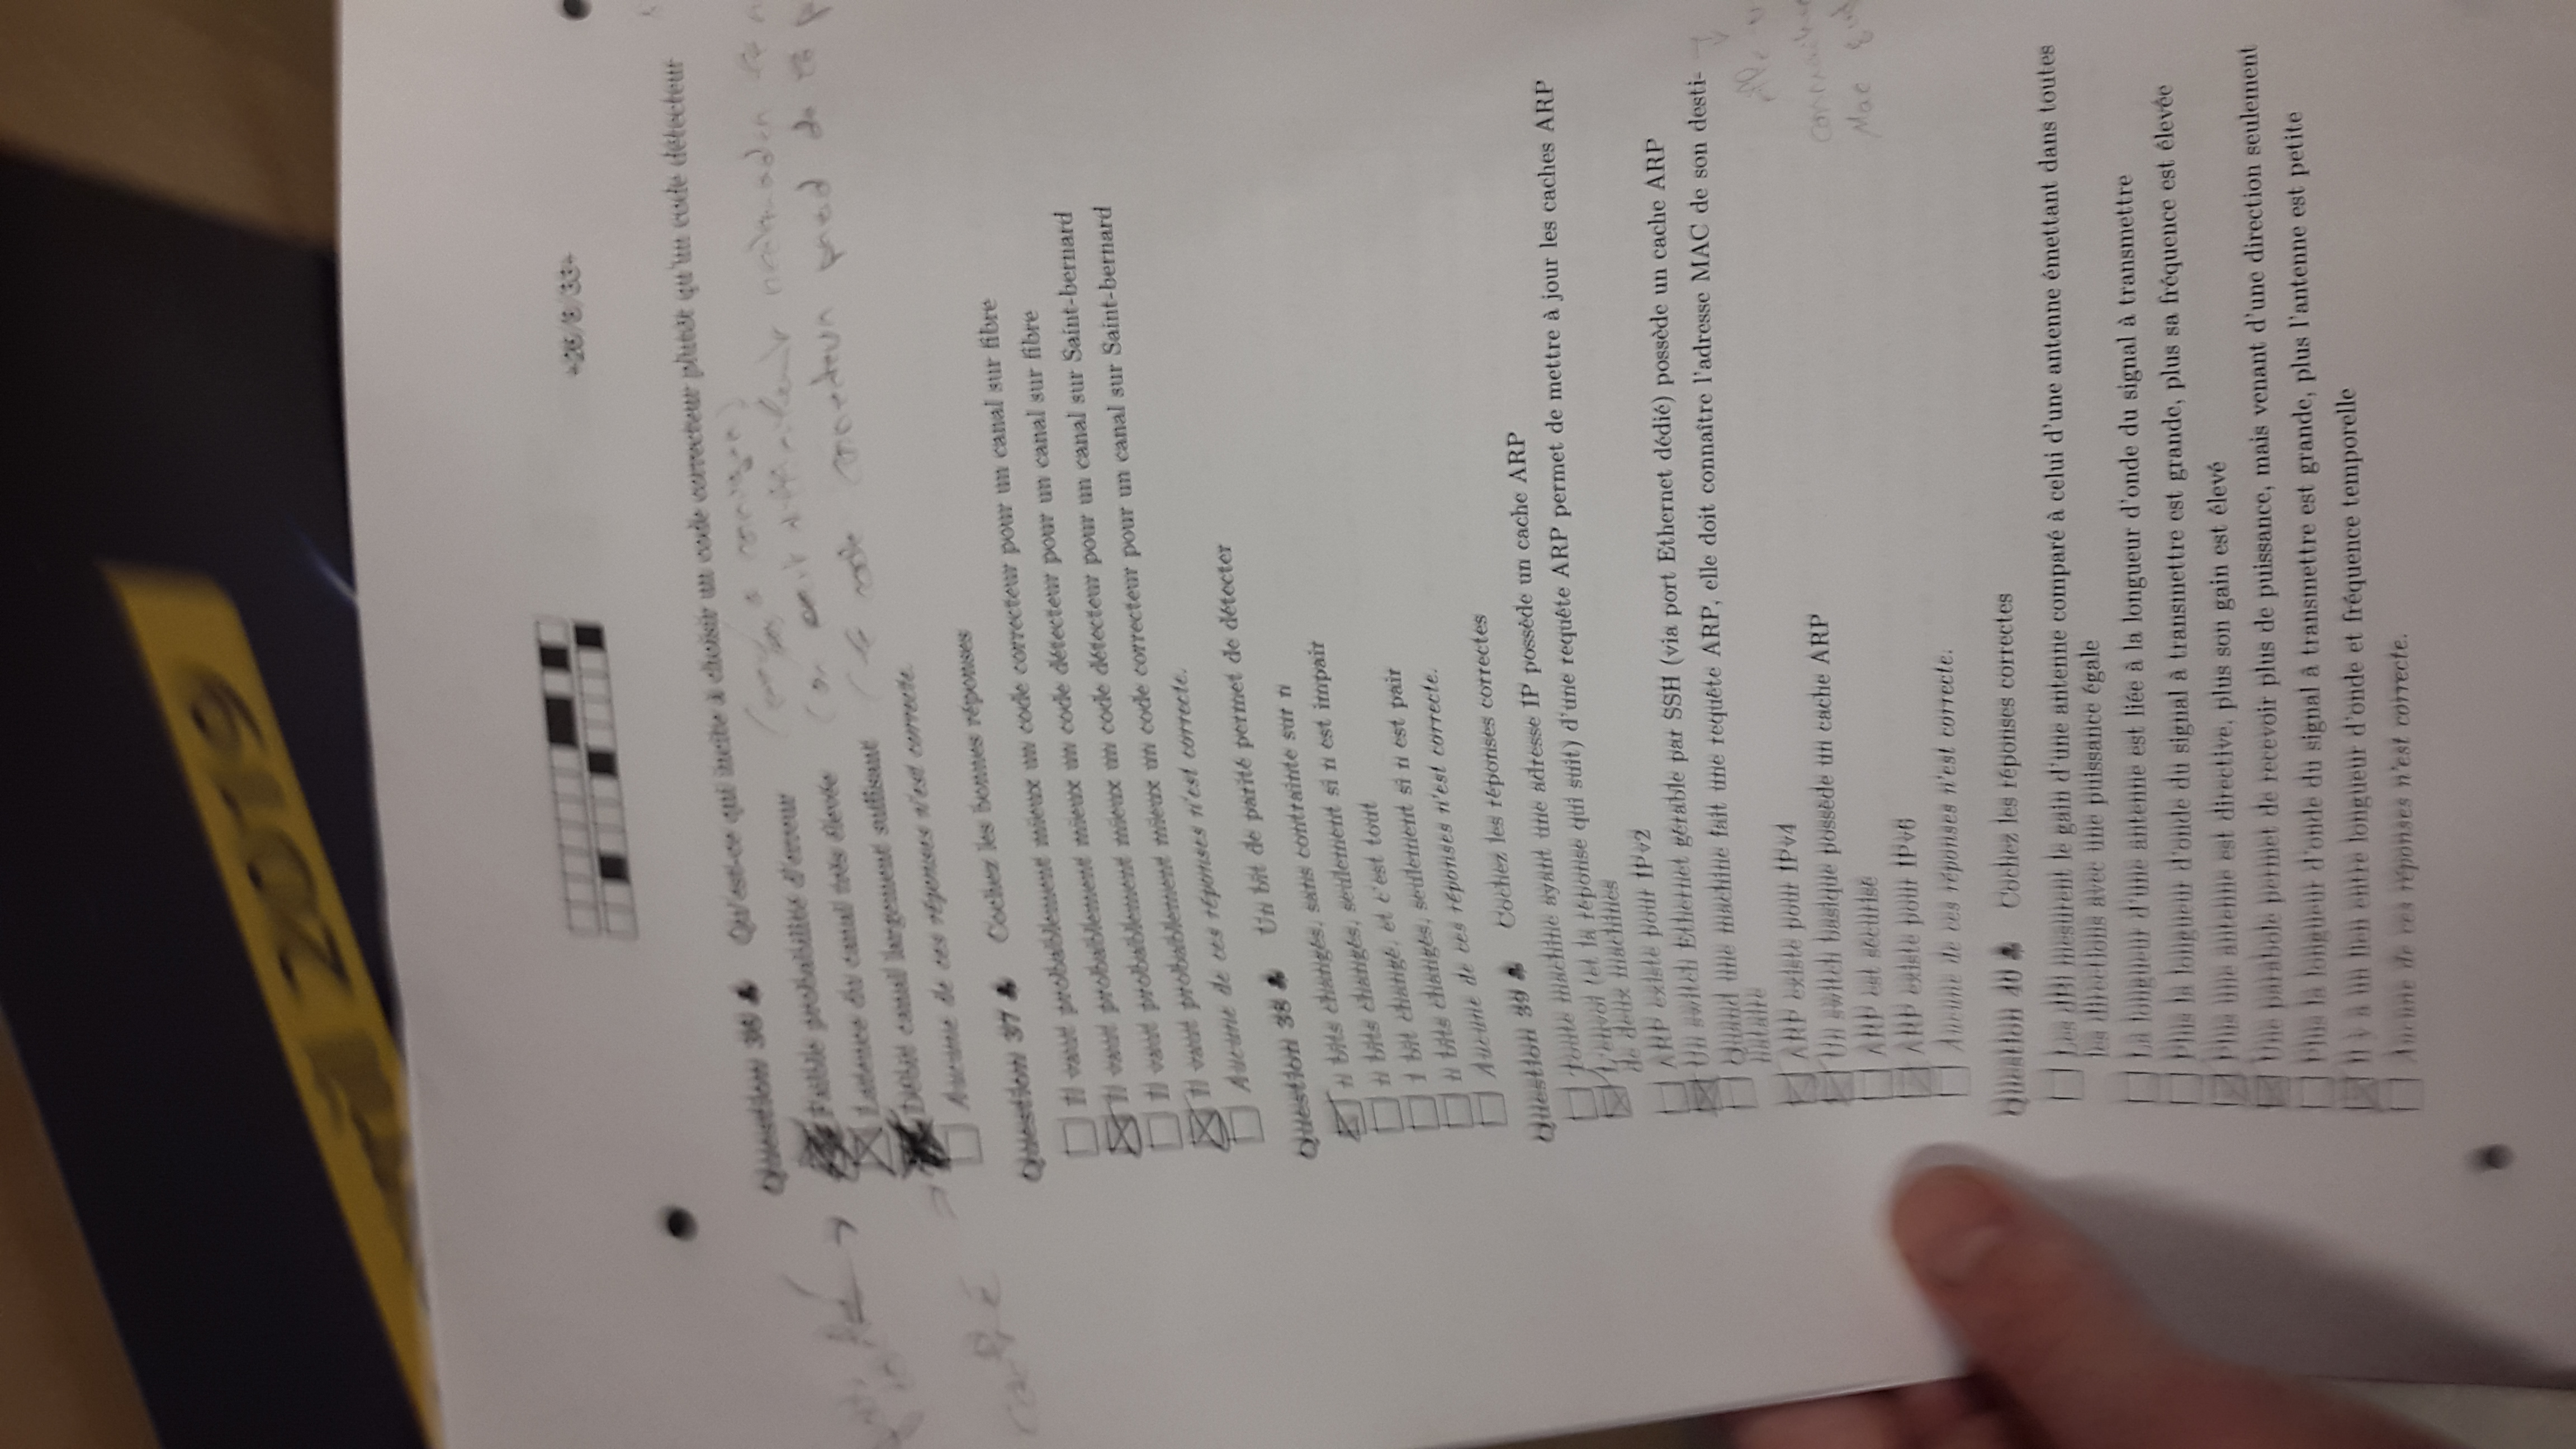 2019
+26/8/33+
Question 36 ♣ Qu'est-ce qui incite à choisir un code correcteur plutôt qu'un code détecteur
Faible probabilité d'erreur
Latence du canal très élevée
Débit canal largement suffisant
Aucune de ces réponses n'est correcte.
Question 37 ♣ Cochez les bonnes réponses
Il vaut probablement mieux un code correcteur pour un canal sur fibre
Il vaut probablement mieux un code détecteur pour un canal sur fibre
Il vaut probablement mieux un code détecteur pour un canal sur Saint-bernard
Il vaut probablement mieux un code correcteur pour un canal sur Saint-bernard
Aucune de ces réponses n'est correcte.
Question 38 ♣ Un bit de parité permet de détecter
n bits changés, sans contrainte sur n
n bits changés, seulement si n est impair
1 bit changé, et c'est tout
n bits changés, seulement si n est pair
Aucune de ces réponses n'est correcte.
Question 39 ♣ Cochez les réponses correctes
Toute machine ayant une adresse IP possède un cache ARP
L'envoi (et la réponse qui suit) d'une requête ARP permet de mettre à jour les caches ARP
de deux machines
ARP existe pour IPv2
Un switch Ethernet gérable par SSH (via port Ethernet dédié) possède un cache ARP
Quand une machine fait une requête ARP, elle doit connaître l'adresse MAC de son desti-
nataire
ARP existe pour IPv4
Un switch basique possède un cache ARP
Mac
ARP est sécurisé
ARP existe pour IPv6
Aucune de ces réponses n'est correcte.
Question 40 ♣ Cochez les réponses correctes
Les dBi mesurent le gain d'une antenne comparé à celui d'une antenne émettant dans toutes
les directions avec une puissance égale
La longueur d'une antenne est liée à la longueur d'onde du signal à transmettre
Plus la longueur d'onde du signal à transmettre est grande, plus sa fréquence est élevée
Plus une antenne est directive, plus son gain est élevé
Une parabole permet de recevoir plus de puissance, mais venant d'une direction seulement
Plus la longueur d'onde du signal à transmettre est grande, plus l'antenne est petite
Il y a un lien entre longueur d'onde et fréquence temporelle
Aucune de ces réponses n'est correcte.